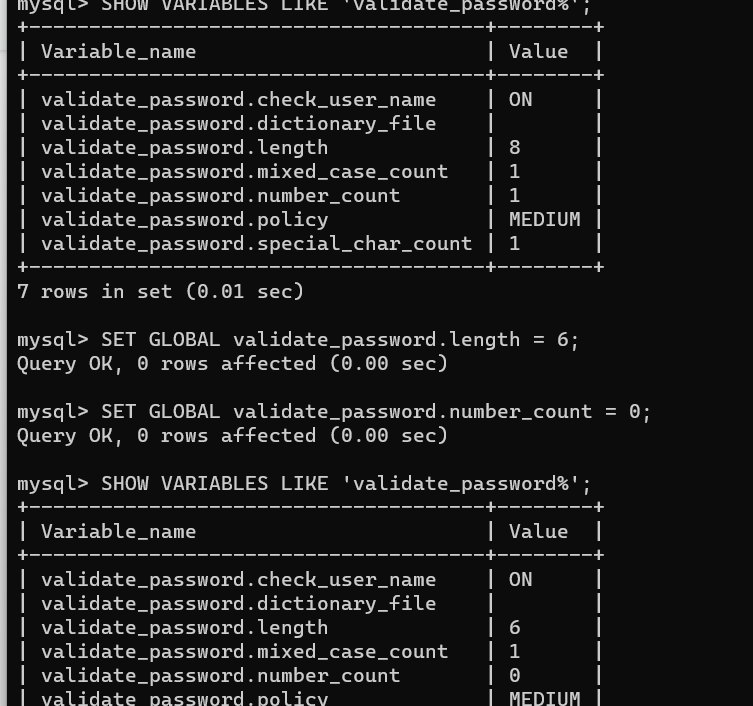 mysql> SHOW VARIABLES LIKE 'validate_password%';
+--------------------------------------+--------+
| Variable_name                        | Value  |
+--------------------------------------+--------+
| validate_password.check_user_name    | ON     |
| validate_password.dictionary_file    |        |
| validate_password.length             | 8      |
| validate_password.mixed_case_count   | 1      |
| validate_password.number_count       | 1      |
| validate_password.policy             | MEDIUM |
| validate_password.special_char_count | 1      |
+--------------------------------------+--------+
7 rows in set (0.01 sec)
mysql> SET GLOBAL validate_password.length = 6;
Query OK, 0 rows affected (0.00 sec)
mysql> SET GLOBAL validate_password.number_count = 0;
Query OK, 0 rows affected (0.00 sec)
mysql> SHOW VARIABLES LIKE 'validate_password%';
+--------------------------------------+--------+
| Variable_name                        | Value  |
+--------------------------------------+--------+
| validate_password.check_user_name    | ON     |
| validate_password.dictionary_file    |        |
| validate_password.length             | 6      |
| validate_password.mixed_case_count   | 1      |
| validate_password.number_count       | 0      |
| validate_password.policy             | MEDIUM |